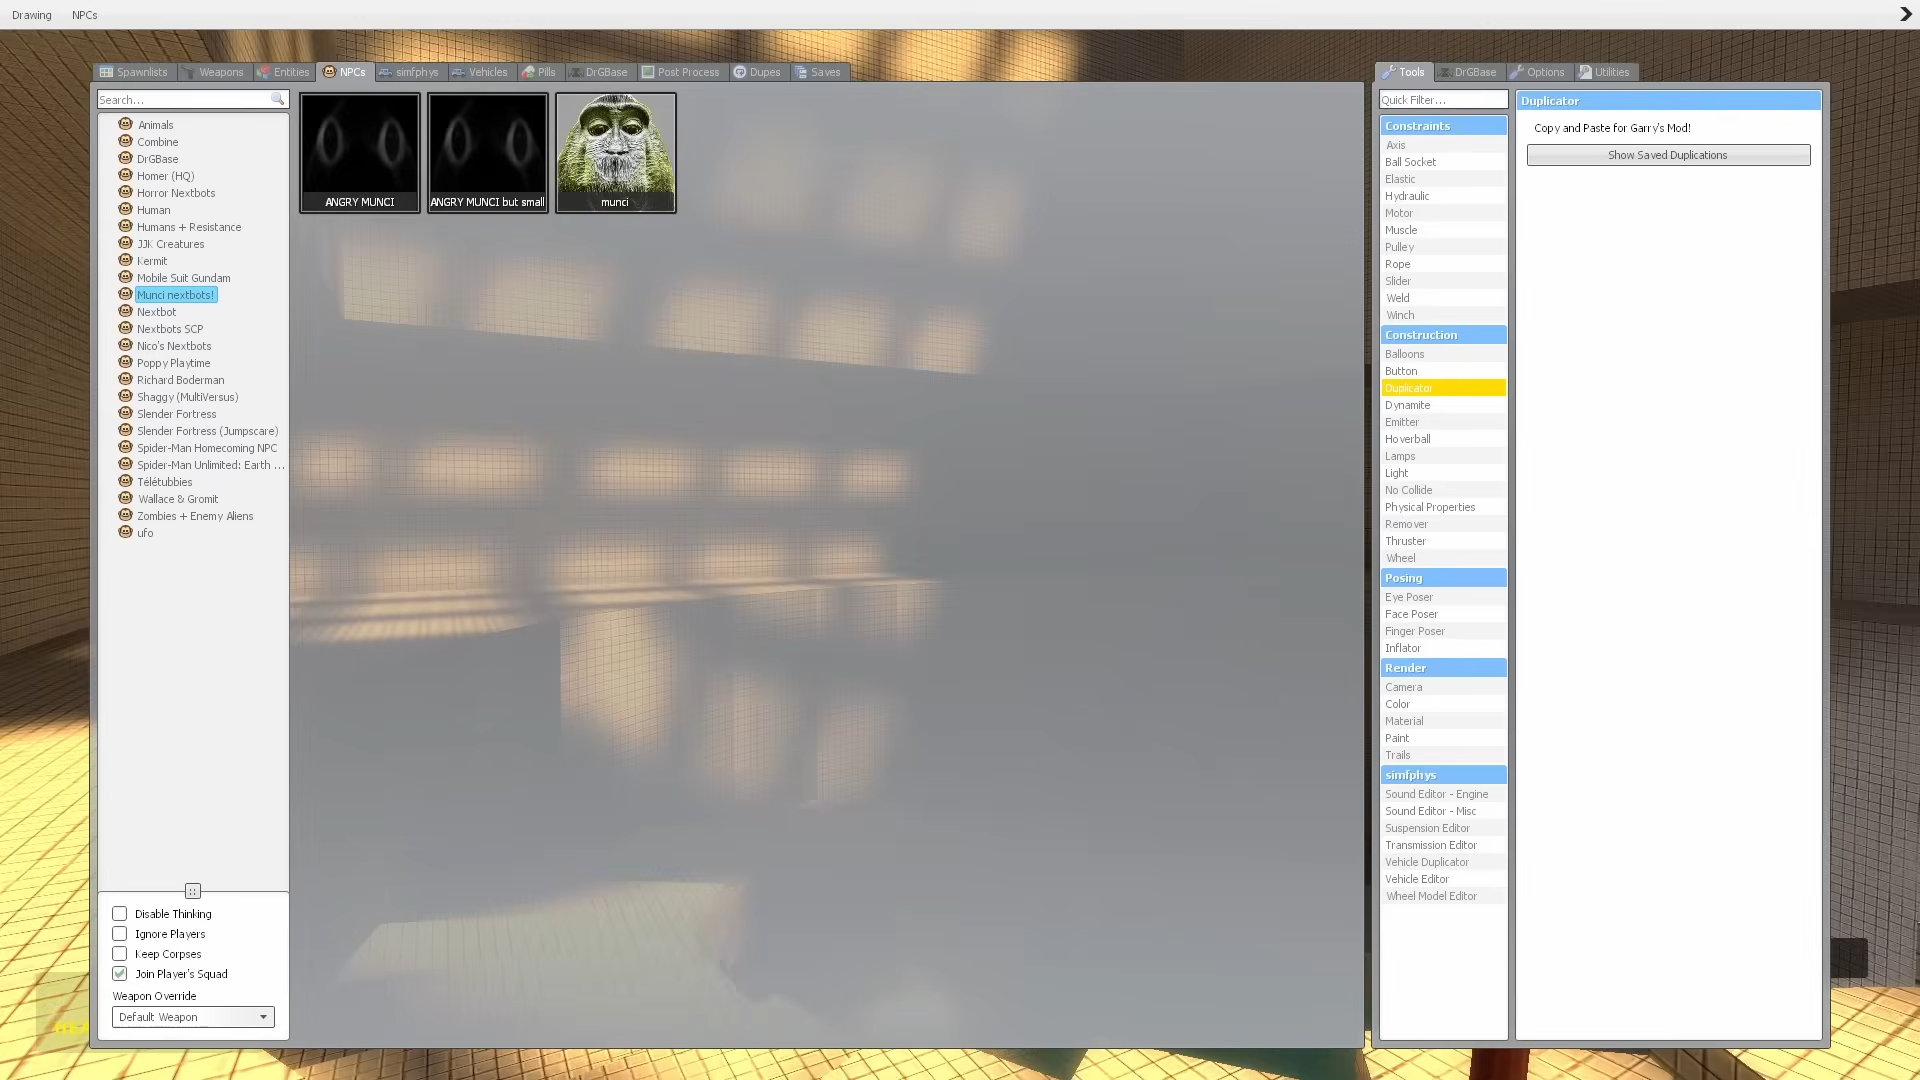 Drawing NPCs
Spawnlists Weapons Entities NPCs simfphys Vehicles Pills DrGBase Post Process Dupes Saves
Search...
Animals
Combine
DrGBase
Homer (HQ)
Horror Nextbots
Human
Humans + Resistance
JJK Creatures
Kermit
Mobile Suit Gundam
Munci nextbots!
Nextbot
Nextbots SCP
Nico's Nextbots
Poppy Playtime
Richard Boderman
Shaggy (MultiVersus)
Slender Fortress
Slender Fortress (Jumpscare)
Spider-Man Homecoming NPC
Spider-Man Unlimited: Earth ...
Télétubbies
Wallace & Gromit
Zombies + Enemy Aliens
ufo
Disable Thinking
Ignore Players
Keep Corpses
Join Player's Squad
Weapon Override
Default Weapon
ANGRY MUNCI
ANGRY MUNCI but small
munci
Tools DrGBase Options Utilities
Quick Filter...
Constraints
Axis
Ball Socket
Elastic
Hydraulic
Motor
Muscle
Pulley
Rope
Slider
Weld
Winch
Construction
Balloons
Button
Duplicator
Dynamite
Emitter
Hoverball
Lamps
Light
No Collide
Physical Properties
Remover
Thruster
Wheel
Posing
Eye Poser
Face Poser
Finger Poser
Inflator
Render
Camera
Color
Material
Paint
Trails
simfphys
Sound Editor - Engine
Sound Editor - Misc
Suspension Editor
Transmission Editor
Vehicle Duplicator
Vehicle Editor
Wheel Model Editor
Duplicator
Copy and Paste for Garry's Mod!
Show Saved Duplications